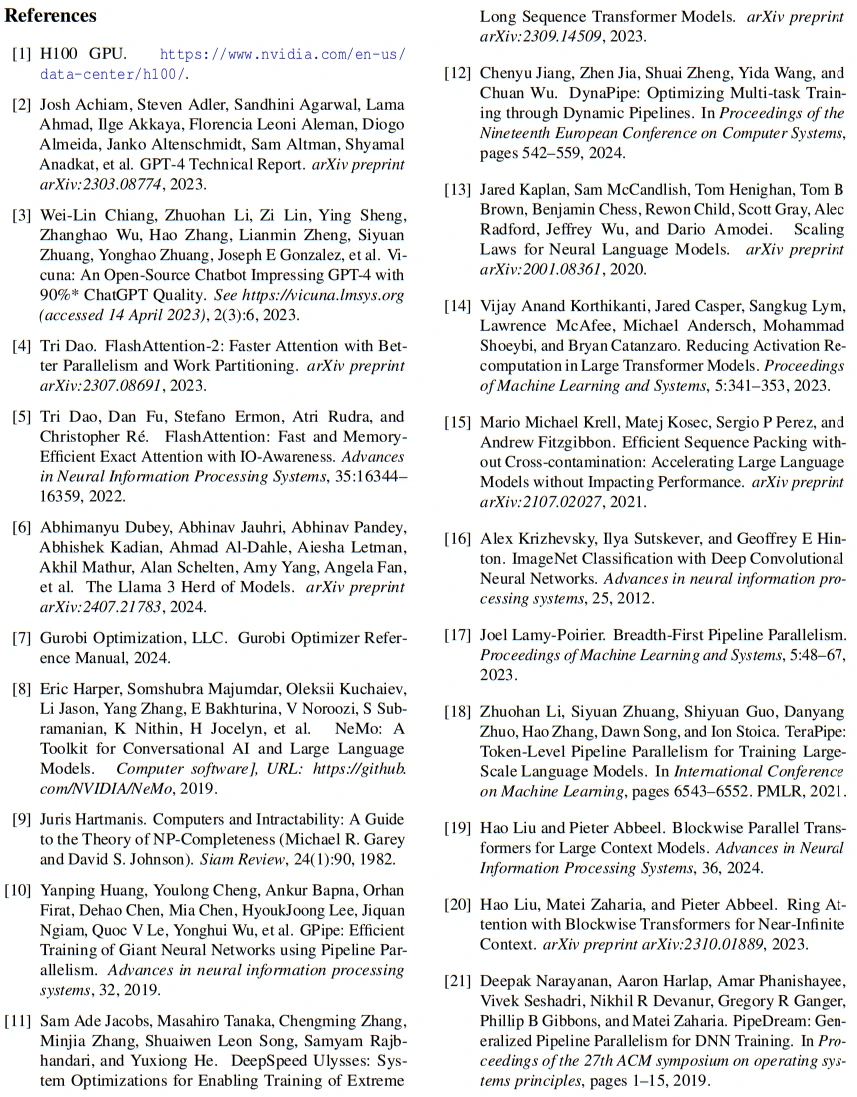 References
[1] H100 GPU. https://www.nvidia.com/en-us/
data-center/h100/.
[2] Josh Achiam, Steven Adler, Sandhini Agarwal, Lama
Ahmad, Ilge Akkaya, Florencia Leoni Aleman, Diogo
Almeida, Janko Altenschmidt, Sam Altman, Shyamal
Anadkat, et al. GPT-4 Technical Report. arXiv preprint
arXiv:2303.08774, 2023.
[3] Wei-Lin Chiang, Zhuohan Li, Zi Lin, Ying Sheng,
Zhanghao Wu, Hao Zhang, Lianmin Zheng, Siyuan
Zhuang, Yonghao Zhuang, Joseph E Gonzalez, et al. Vi-
cuna: An Open-Source Chatbot Impressing GPT-4 with
90%* ChatGPT Quality. See https://vicuna.lmsys.org
(accessed 14 April 2023), 2(3):6, 2023.
[4] Tri Dao. FlashAttention-2: Faster Attention with Bet-
ter Parallelism and Work Partitioning. arXiv preprint
arXiv:2307.08691, 2023.
[5] Tri Dao, Dan Fu, Stefano Ermon, Atri Rudra, and
Christopher Ré. FlashAttention: Fast and Memory-
Efficient Exact Attention with IO-Awareness. Advances
in Neural Information Processing Systems, 35:16344–
16359, 2022.
[6] Abhimanyu Dubey, Abhinav Jauhri, Abhinav Pandey,
Abhishek Kadian, Ahmad Al-Dahle, Aiesha Letman,
Akhil Mathur, Alan Schelten, Amy Yang, Angela Fan,
et al. The Llama 3 Herd of Models. arXiv preprint
arXiv:2407.21783, 2024.
[7] Gurobi Optimization, LLC. Gurobi Optimizer Refer-
ence Manual, 2024.
[8] Eric Harper, Somshubra Majumdar, Oleksii Kuchaiev,
Li Jason, Yang Zhang, E Bakhturina, V Noroozi, S Sub-
ramanian, K Nithin, H Jocelyn, et al. NeMo: A
Toolkit for Conversational AI and Large Language
Models. Computer software], URL: https://github.
com/NVIDIA/NeMo, 2019.
[9] Juris Hartmanis. Computers and Intractability: A Guide
to the Theory of NP-Completeness (Michael R. Garey
and David S. Johnson). Siam Review, 24(1):90, 1982.
[10] Yanping Huang, Youlong Cheng, Ankur Bapna, Orhan
Firat, Dehao Chen, Mia Chen, HyoukJoong Lee, Jiquan
Ngiam, Quoc V Le, Yonghui Wu, et al. GPipe: Efficient
Training of Giant Neural Networks using Pipeline Par-
allelism. Advances in neural information processing
systems, 32, 2019.
[11] Sam Ade Jacobs, Masahiro Tanaka, Chengming Zhang,
Minjia Zhang, Shuaiwen Leon Song, Samyam Rajb-
handari, and Yuxiong He. DeepSpeed Ulysses: Sys-
tem Optimizations for Enabling Training of Extreme
Long Sequence Transformer Models. arXiv preprint
arXiv:2309.14509, 2023.
[12] Chenyu Jiang, Zhen Jia, Shuai Zheng, Yida Wang, and
Chuan Wu. DynaPipe: Optimizing Multi-task Train-
ing through Dynamic Pipelines. In Proceedings of the
Nineteenth European Conference on Computer Systems,
pages 542–559, 2024.
[13] Jared Kaplan, Sam McCandlish, Tom Henighan, Tom B
Brown, Benjamin Chess, Rewon Child, Scott Gray, Alec
Radford, Jeffrey Wu, and Dario Amodei. Scaling
Laws for Neural Language Models. arXiv preprint
arXiv:2001.08361, 2020.
[14] Vijay Anand Korthikanti, Jared Casper, Sangkug Lym,
Lawrence McAfee, Michael Andersch, Mohammad
Shoeybi, and Bryan Catanzaro. Reducing Activation Re-
computation in Large Transformer Models. Proceedings
of Machine Learning and Systems, 5:341–353, 2023.
[15] Mario Michael Krell, Matej Kosec, Sergio P Perez, and
Andrew Fitzgibbon. Efficient Sequence Packing with-
out Cross-contamination: Accelerating Large Language
Models without Impacting Performance. arXiv preprint
arXiv:2107.02027, 2021.
[16] Alex Krizhevsky, Ilya Sutskever, and Geoffrey E Hin-
ton. ImageNet Classification with Deep Convolutional
Neural Networks. Advances in neural information pro-
cessing systems, 25, 2012.
[17] Joel Lamy-Poirier. Breadth-First Pipeline Parallelism.
Proceedings of Machine Learning and Systems, 5:48–67,
2023.
[18] Zhuohan Li, Siyuan Zhuang, Shiyuan Guo, Danyang
Zhuo, Hao Zhang, Dawn Song, and Ion Stoica. TeraPipe:
Token-Level Pipeline Parallelism for Training Large-
Scale Language Models. In International Conference
on Machine Learning, pages 6543–6552. PMLR, 2021.
[19] Hao Liu and Pieter Abbeel. Blockwise Parallel Trans-
formers for Large Context Models. Advances in Neural
Information Processing Systems, 36, 2024.
[20] Hao Liu, Matei Zaharia, and Pieter Abbeel. Ring At-
tention with Blockwise Transformers for Near-Infinite
Context. arXiv preprint arXiv:2310.01889, 2023.
[21] Deepak Narayanan, Aaron Harlap, Amar Phanishayee,
Vivek Seshadri, Nikhil R Devanur, Gregory R Ganger,
Phillip B Gibbons, and Matei Zaharia. PipeDream: Gen-
eralized Pipeline Parallelism for DNN Training. In Pro-
ceedings of the 27th ACM symposium on operating sys-
tems principles, pages 1–15, 2019.